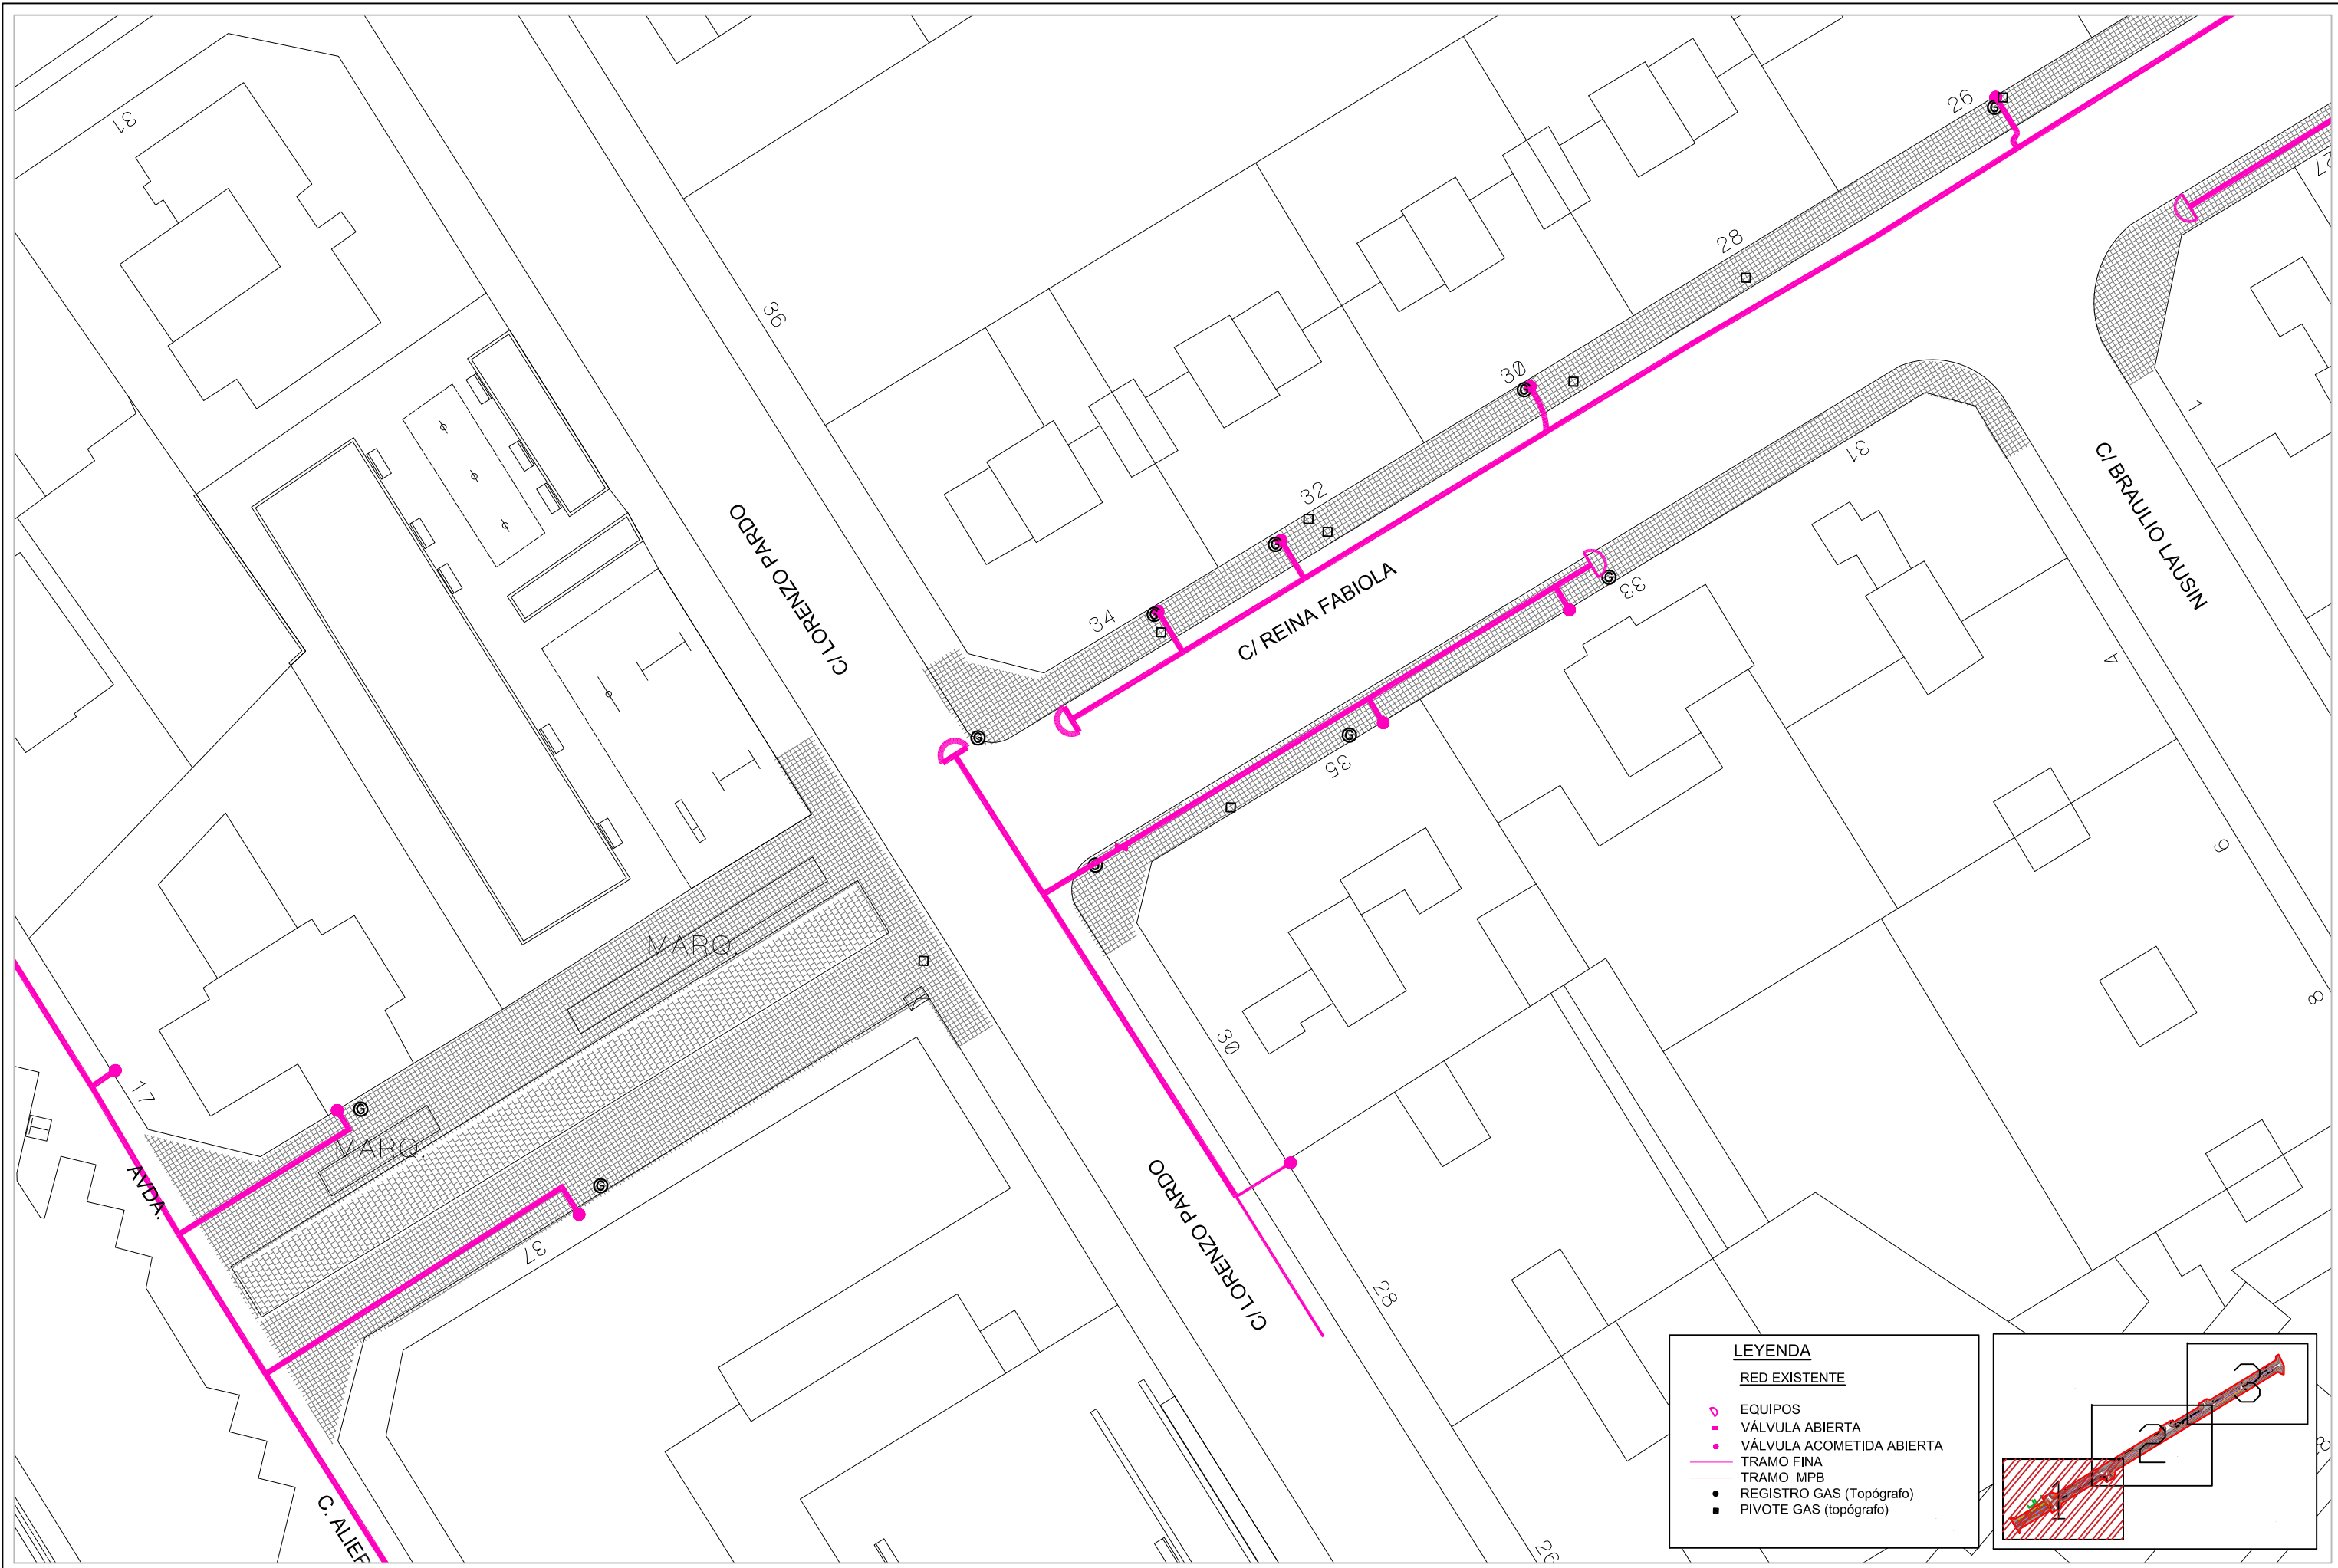 31
26
27
28
36
30
1
C/ BRAULIO LAUSIN
31
32
C/ LORENZO PARDO
34
C/ REINA FABIOLA
33
4
35
6
MARQ.
8
30
17
MARQ.
AVDA.
37
C/ LORENZO PARDO
28
C. ALIER
26
LEYENDA
RED EXISTENTE
EQUIPOS
VÁLVULA ABIERTA
VÁLVULA ACOMETIDA ABIERTA
TRAMO FINA
TRAMO_MPB
REGISTRO GAS (Topógrafo)
PIVOTE GAS (topógrafo)
3
2
1
G
G
G
G
G
G
G
G
G
G